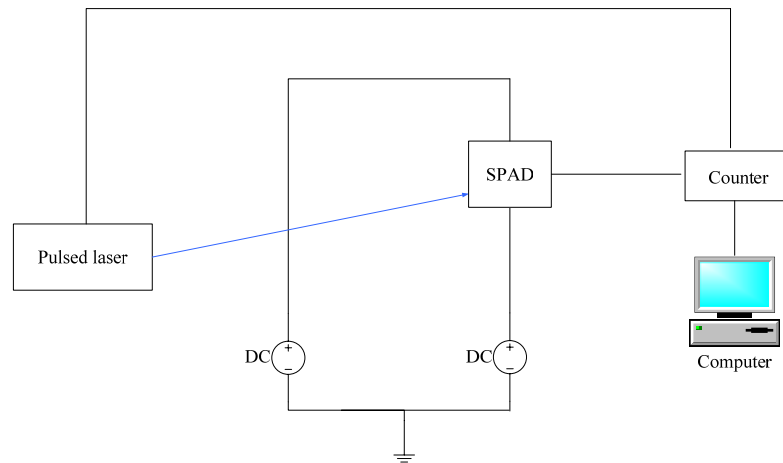 SPAD
Counter
Pulsed laser
DC
+
−
DC
+
−
Computer